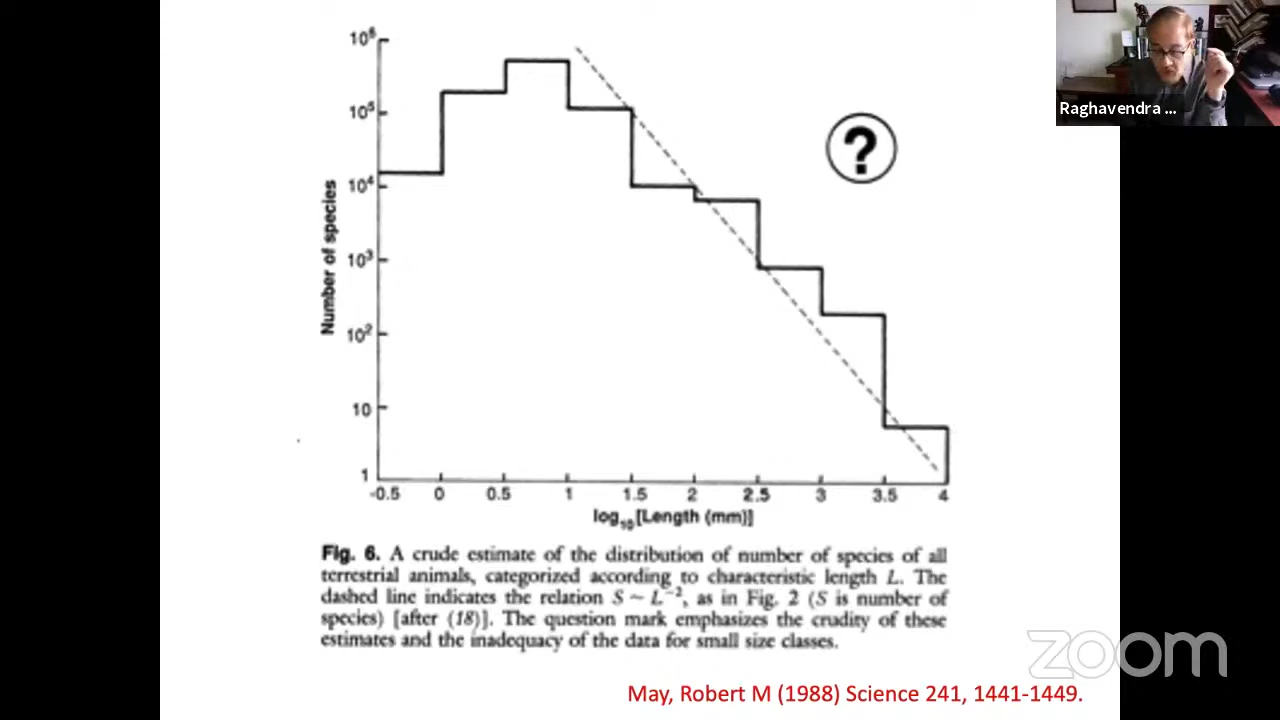 Raghavendra ...
10⁶
10⁵
10⁴
10³
10²
10
1
Number of species
?
-0.5 0 0.5 1 1.5 2 2.5 3 3.5 4
log₁₀[Length (mm)]
Fig. 6. A crude estimate of the distribution of number of species of all
terrestrial animals, categorized according to characteristic length L. The
dashed line indicates the relation S ~ L⁻², as in Fig. 2 (S is number of
species) [after (18)]. The question mark emphasizes the crudity of these
estimates and the inadequacy of the data for small size classes.
zoom
May, Robert M (1988) Science 241, 1441-1449.